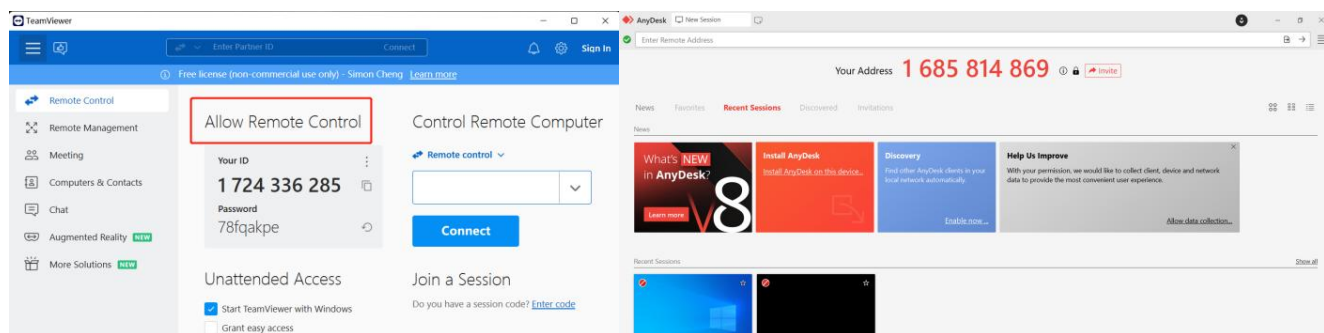 TeamViewer
Enter Partner ID
Connect
Sign In
Free license (non-commercial use only) - Simon Cheng Learn more
Remote Control
Remote Management
Meeting
Computers & Contacts
Chat
Augmented Reality NEW
More Solutions NEW
Allow Remote Control
Your ID
1 724 336 285
Password
78fqakpe
Unattended Access
Start TeamViewer with Windows
Grant easy access
Control Remote Computer
Remote control
Connect
Join a Session
Do you have a session code? Enter code
AnyDesk
New Session
Enter Remote Address
Your Address 1 685 814 869
Invite
News Favorites Recent Sessions Discovered Invitations
News
What's NEW
in AnyDesk?
Learn more
V8
Install AnyDesk
Install AnyDesk on this device...
Discovery
Find other AnyDesk clients in your
local network automatically.
Enable now...
Help Us Improve
With your permission, we would like to collect client, device and network
data to provide the most convenient user experience.
Allow data collection...
Recent Sessions
Show all